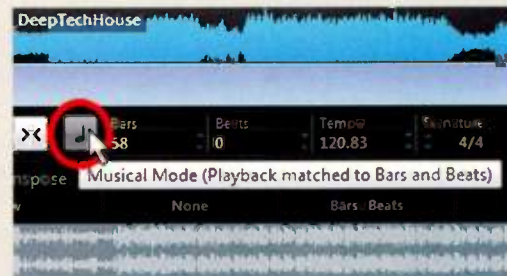 DeepTechHouse
Bars Beats Tempo Signature
58 0 120.83 4/4
nspose Musical Mode (Playback matched to Bars and Beats)
None Bars Beats